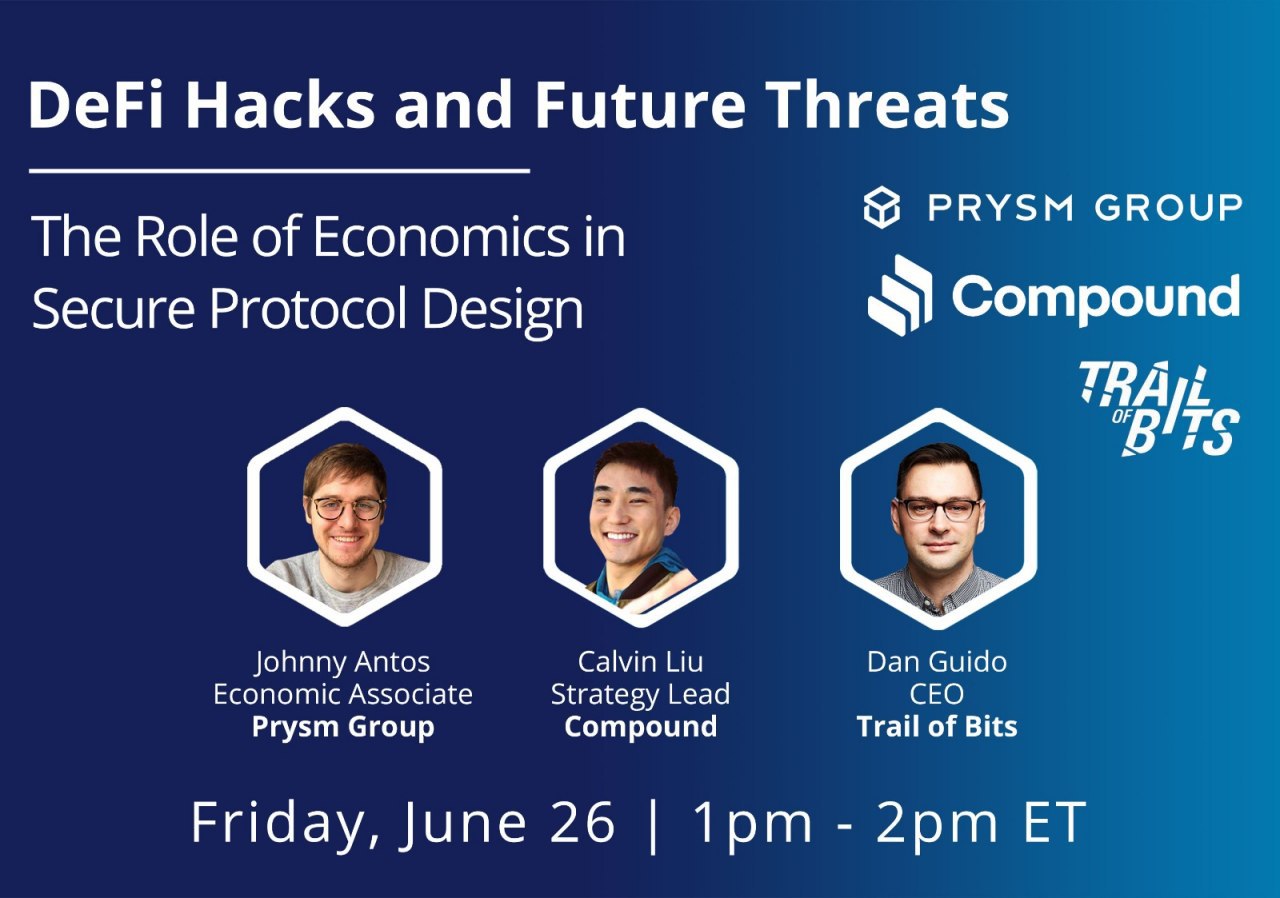 DeFi Hacks and Future Threats
The Role of Economics in
Secure Protocol Design
PRYSM GROUP
Compound
TRAIL
OF
BITS
Johnny Antos
Economic Associate
Prysm Group
Calvin Liu
Strategy Lead
Compound
Dan Guido
CEO
Trail of Bits
Friday, June 26 | 1pm - 2pm ET